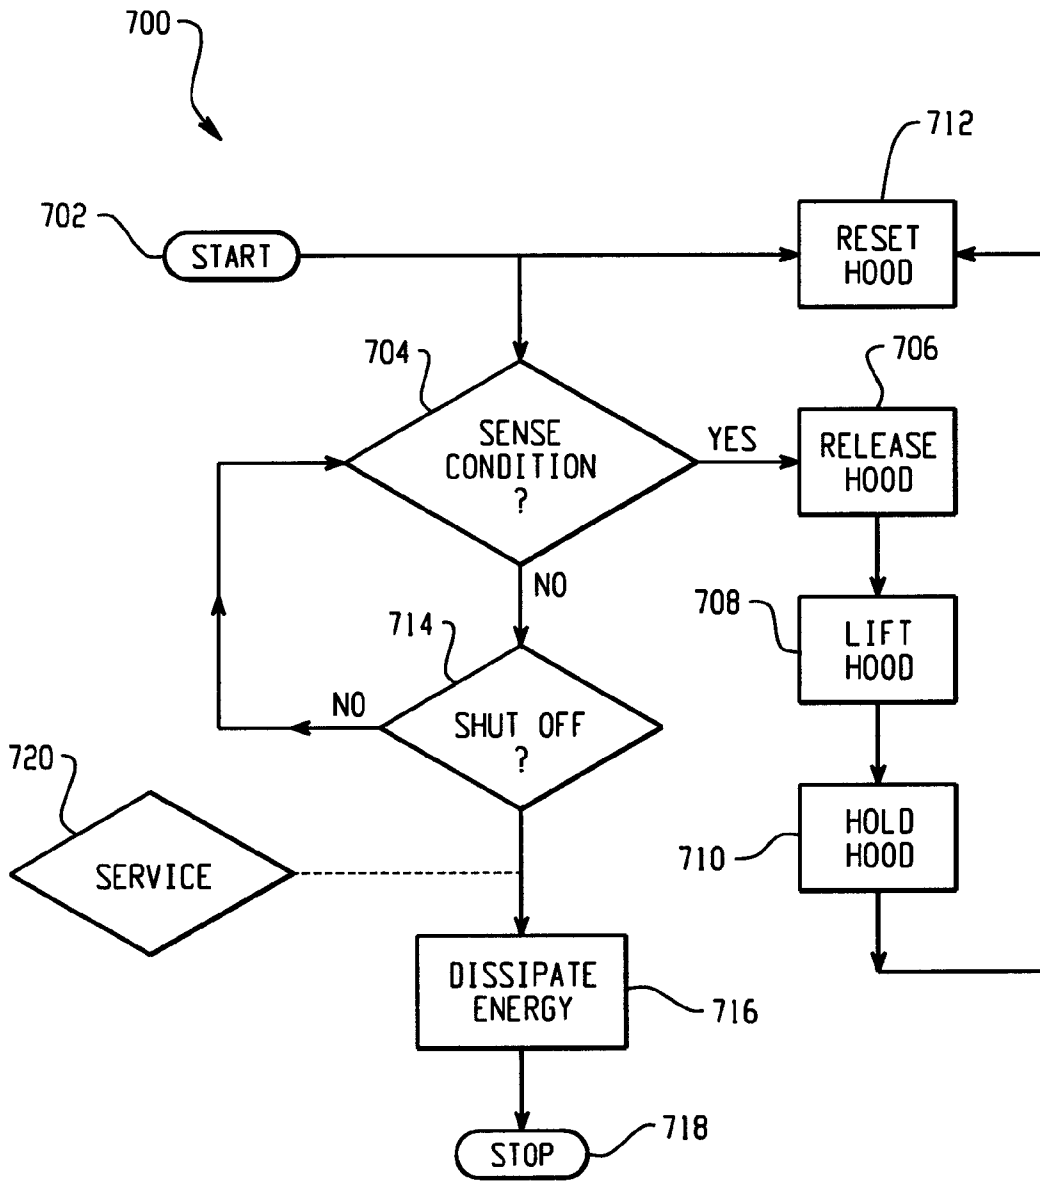 700
712
702
START
RESET
HOOD
704
706
SENSE
CONDITION
?
YES
RELEASE
HOOD
NO
708
LIFT
HOOD
714
NO
SHUT OFF
?
720
HOLD
HOOD
710
SERVICE
DISSIPATE
ENERGY
716
STOP
718